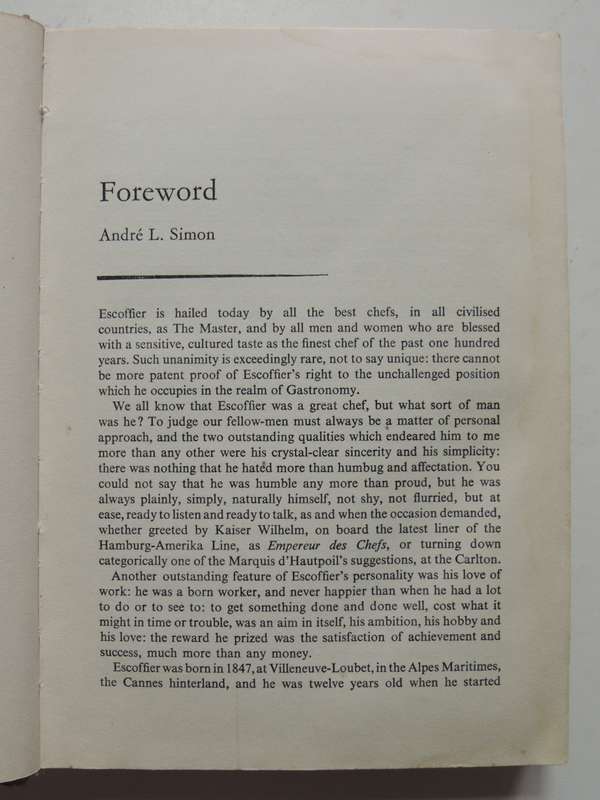 Foreword
André L. Simon
Escoffier is hailed today by all the best chefs, in all civilised
countries, as The Master, and by all men and women who are blessed
with a sensitive, cultured taste as the finest chef of the past one hundred
years. Such unanimity is exceedingly rare, not to say unique: there cannot
be more patent proof of Escoffier's right to the unchallenged position
which he occupies in the realm of Gastronomy.
We all know that Escoffier was a great chef, but what sort of man
was he? To judge our fellow-men must always be a matter of personal
approach, and the two outstanding qualities which endeared him to me
more than any other were his crystal-clear sincerity and his simplicity:
there was nothing that he hated more than humbug and affectation. You
could not say that he was humble any more than proud, but he was
always plainly, simply, naturally himself, not shy, not flurried, but at
ease, ready to listen and ready to talk, as and when the occasion demanded,
whether greeted by Kaiser Wilhelm, on board the latest liner of the
Hamburg-Amerika Line, as Empereur des Chefs, or turning down
categorically one of the Marquis d'Hautpoil's suggestions, at the Carlton.
Another outstanding feature of Escoffier's personality was his love of
work: he was a born worker, and never happier than when he had a lot
to do or to see to: to get something done and done well, cost what it
might in time or trouble, was an aim in itself, his ambition, his hobby and
his love: the reward he prized was the satisfaction of achievement and
success, much more than any money.
Escoffier was born in 1847, at Villeneuve-Loubet, in the Alpes Maritimes,
the Cannes hinterland, and he was twelve years old when he started